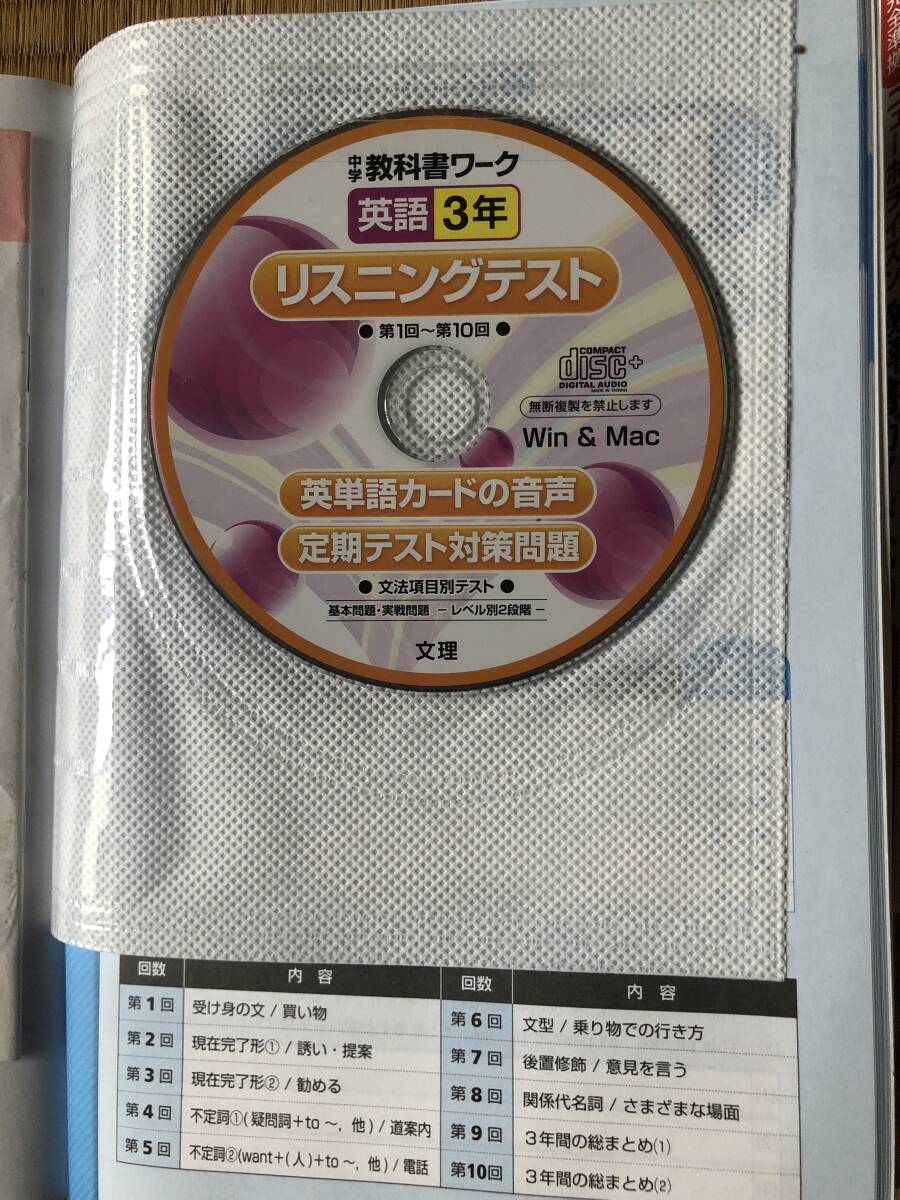 中学 教科書ワーク
英語 3年
リスニングテスト
● 第1回〜第10回 ●
COMPACT
disc+
DIGITAL AUDIO
MADE IN TAIWAN
無断複製を禁止します
Win & Mac
英単語カードの音声
定期テスト対策問題
● 文法項目別テスト ●
基本問題・実戦問題 −レベル別2段階−
文理
完全準拠
回数 内容
第1回 受け身の文 / 買い物
第2回 現在完了形① / 誘い・提案
第3回 現在完了形② / 勧める
第4回 不定詞①(疑問詞+to 〜, 他) / 道案内
第5回 不定詞②(want+(人)+to 〜, 他) / 電話
回数 内容
第6回 文型 / 乗り物での行き方
第7回 後置修飾 / 意見を言う
第8回 関係代名詞 / さまざまな場面
第9回 3年間の総まとめ(1)
第10回 3年間の総まとめ(2)